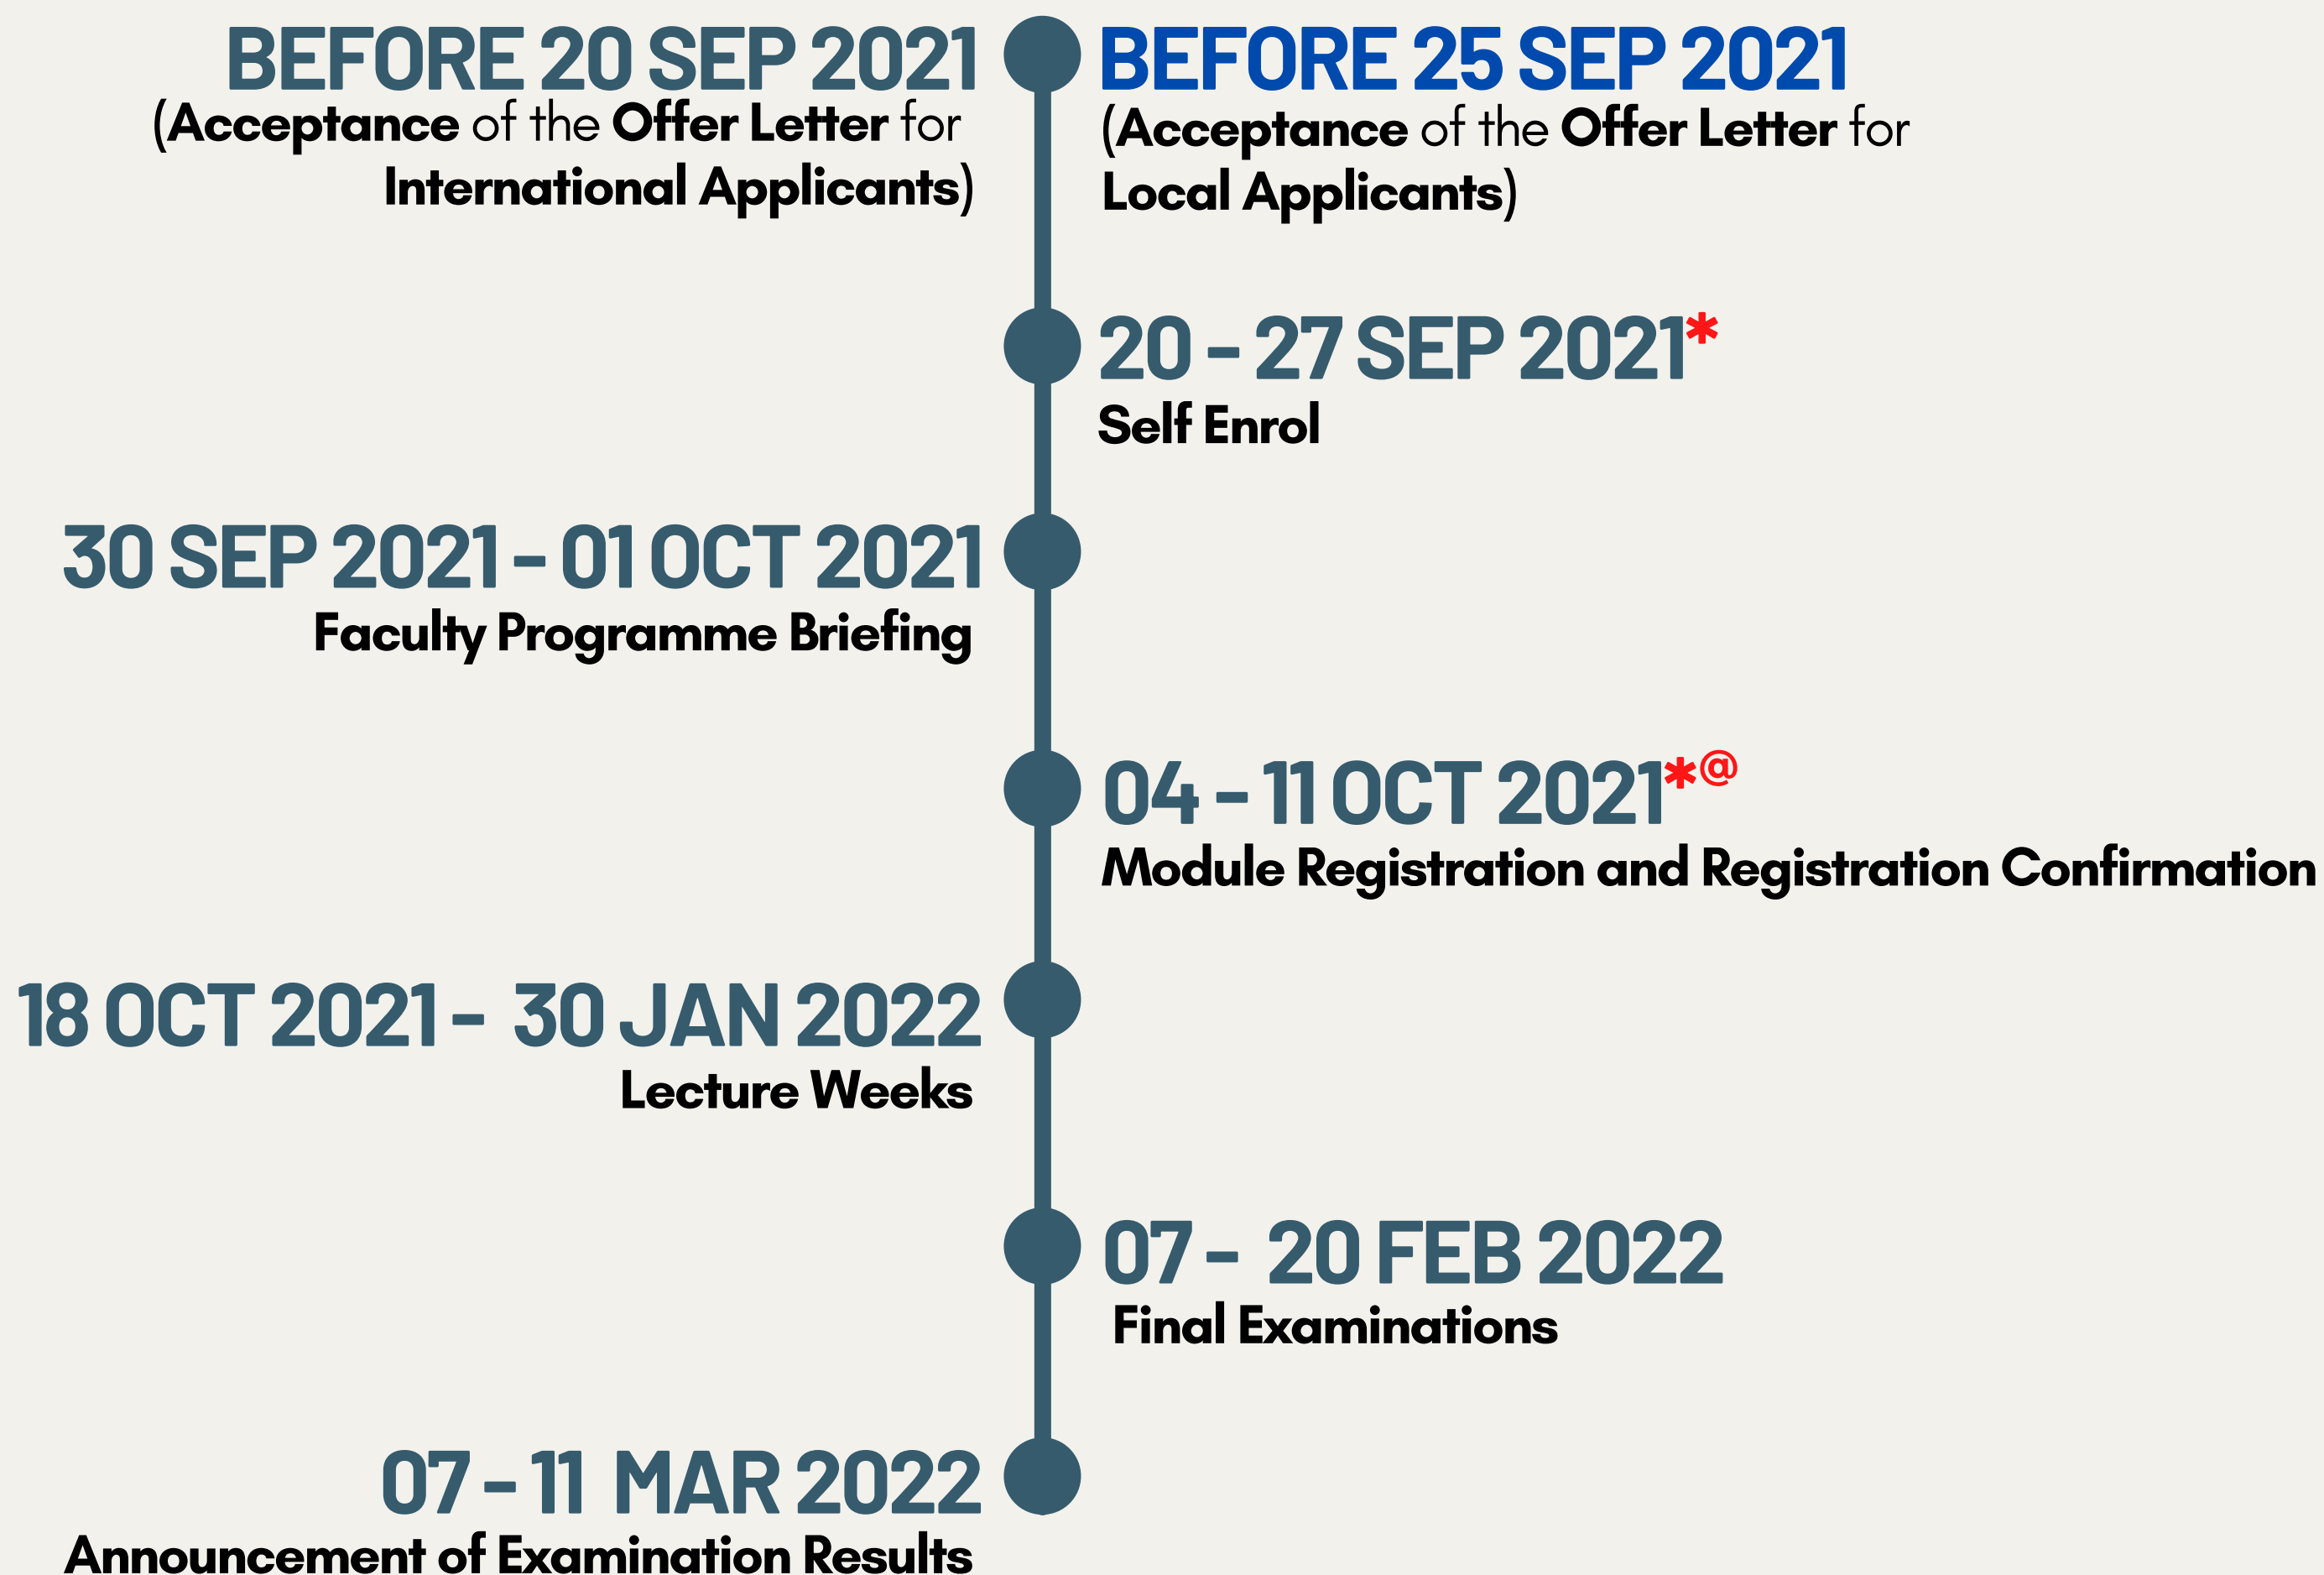 BEFORE 20 SEP 2021
(Acceptance of the Offer Letter for
International Applicants)
BEFORE 25 SEP 2021
(Acceptance of the Offer Letter for
Local Applicants)
20 - 27 SEP 2021*
Self Enrol
30 SEP 2021 - 01 OCT 2021
Faculty Programme Briefing
04 - 11 OCT 2021*@
Module Registration and Registration Confirmation
18 OCT 2021 - 30 JAN 2022
Lecture Weeks
07 - 20 FEB 2022
Final Examinations
07 - 11 MAR 2022
Announcement of Examination Results